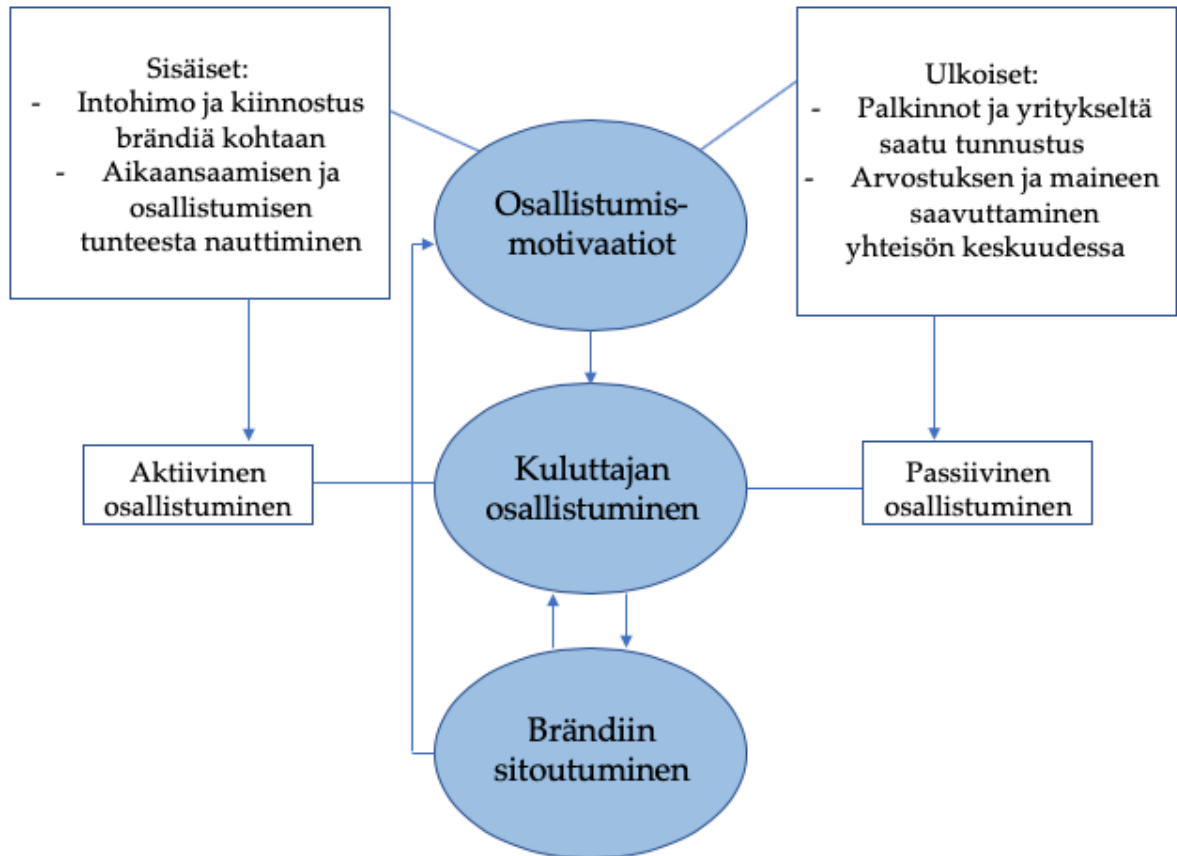 Sisäiset:
- Intohimo ja kiinnostus
brändiä kohtaan
- Aikaansaamisen ja
osallistumisen
tunteesta nauttiminen
Osallistumis-
motivaatiot
Ulkoiset:
- Palkinnot ja yritykseltä
saatu tunnustus
- Arvostuksen ja maineen
saavuttaminen
yhteisön keskuudessa
Aktiivinen
osallistuminen
Kuluttajan
osallistuminen
Passiivinen
osallistuminen
Brändiin
sitoutuminen